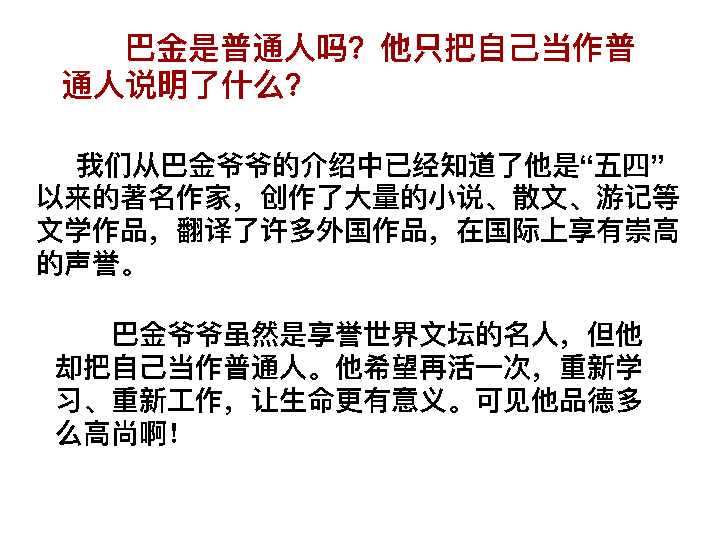 巴金是普通人吗？他只把自己当作普
通人说明了什么？
我们从巴金爷爷的介绍中已经知道了他是“五四”
以来的著名作家，创作了大量的小说、散文、游记等
文学作品，翻译了许多外国作品，在国际上享有崇高
的声誉。
巴金爷爷虽然是享誉世界文坛的名人，但他
却把自己当作普通人。他希望再活一次，重新学
习、重新工作，让生命更有意义。可见他品德多
么高尚啊！